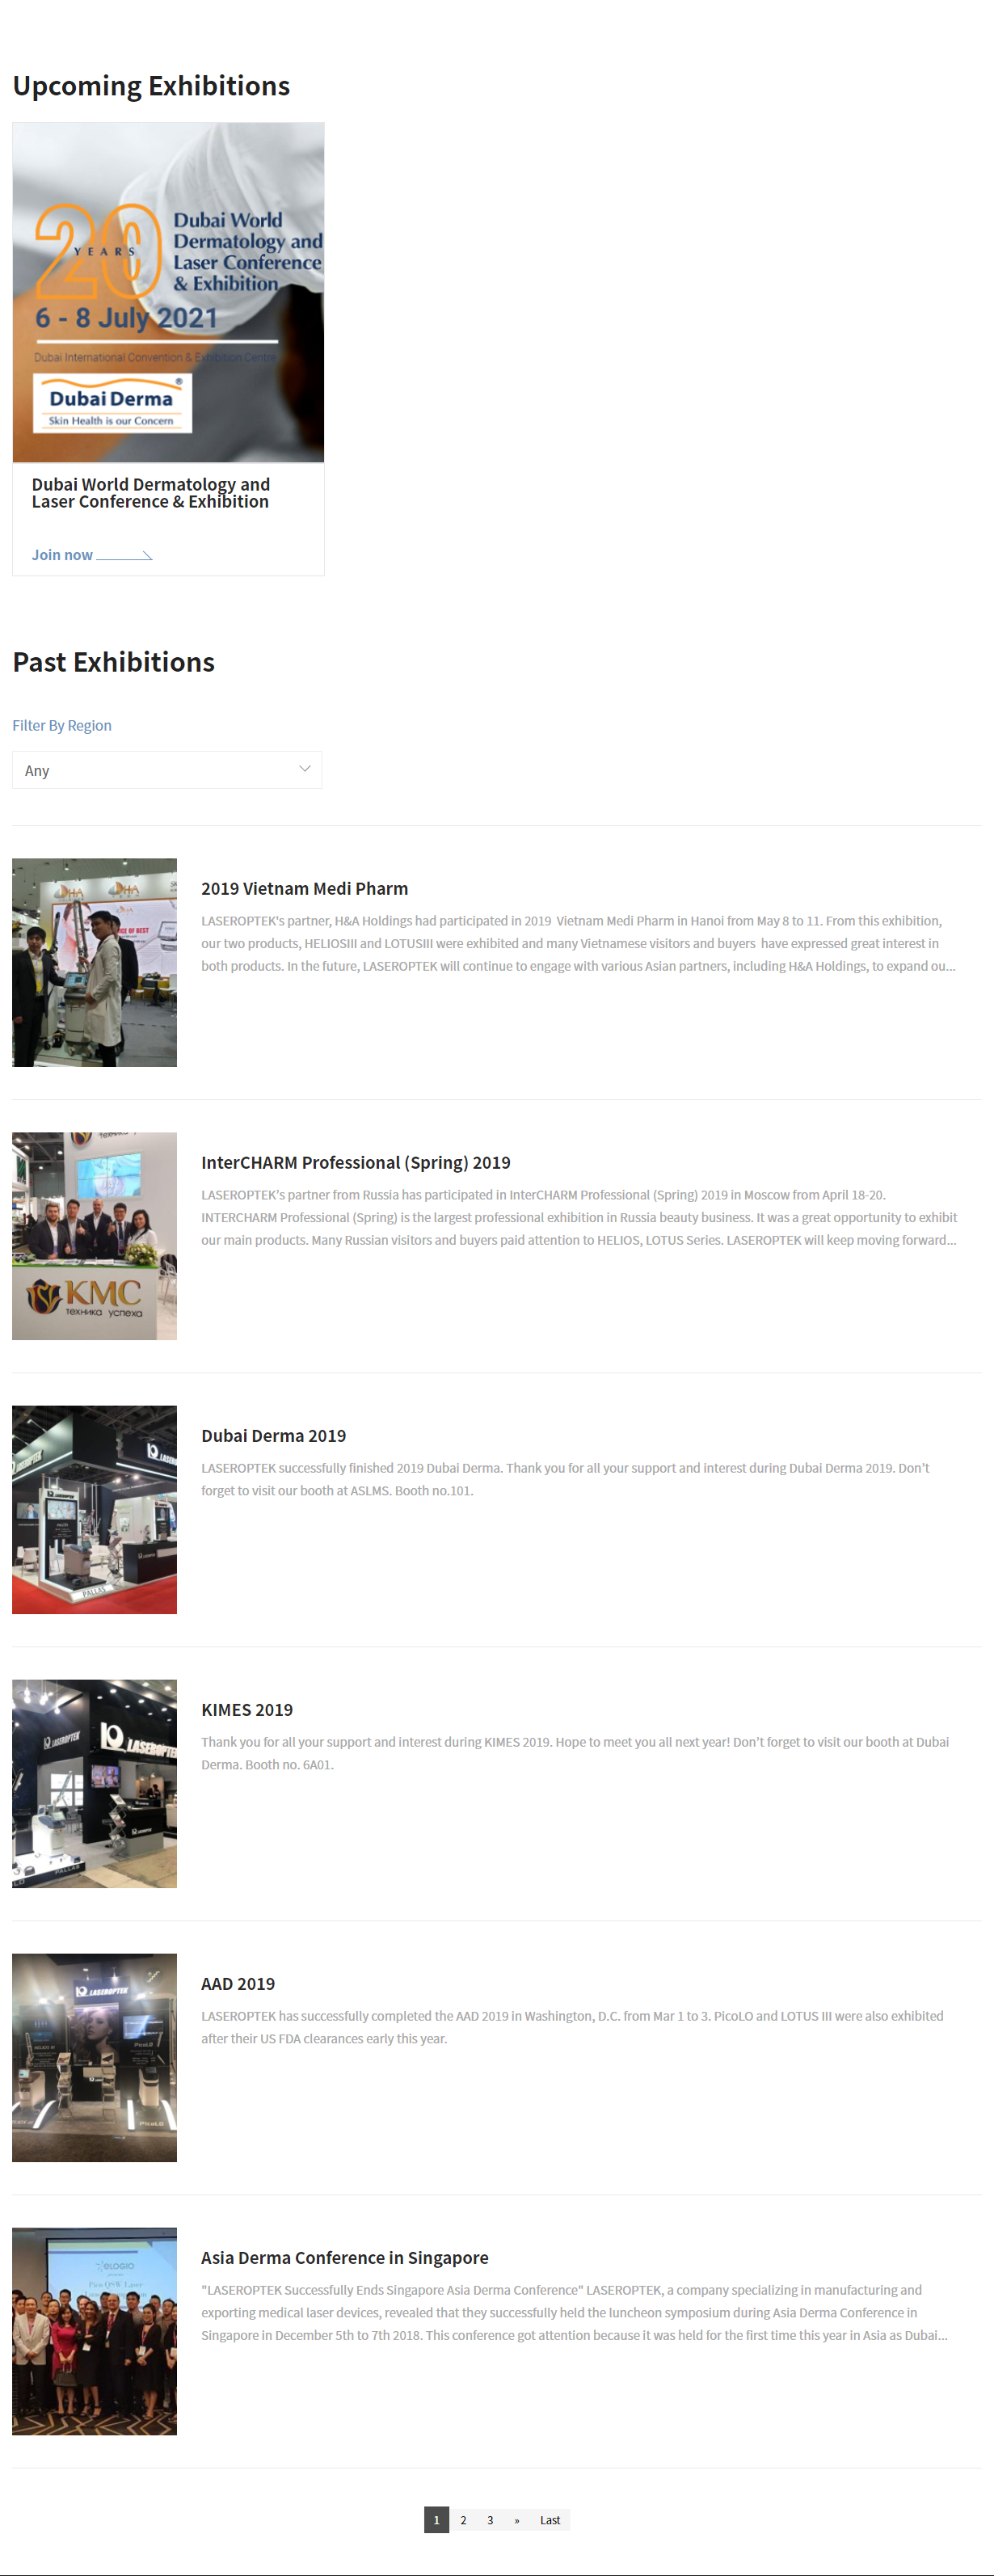 Upcoming Exhibitions
20
YEARS
Dubai World
Dermatology and
Laser Conference
& Exhibition
6 - 8 July 2021
Dubai International Convention & Exhibition Centre
Dubai Derma®
Skin Health is our Concern
Dubai World Dermatology and
Laser Conference & Exhibition
Join now
Past Exhibitions
Filter By Region
Any
DHA DHA
OF BEST
2019 Vietnam Medi Pharm
LASEROPTEK's partner, H&A Holdings had participated in 2019  Vietnam Medi Pharm in Hanoi from May 8 to 11. From this exhibition,
our two products, HELIOSIII and LOTUSIII were exhibited and many Vietnamese visitors and buyers  have expressed great interest in
both products. In the future, LASEROPTEK will continue to engage with various Asian partners, including H&A Holdings, to expand ou...
KMC
техника успеха
InterCHARM Professional (Spring) 2019
LASEROPTEK's partner from Russia has participated in InterCHARM Professional (Spring) 2019 in Moscow from April 18-20.
INTERCHARM Professional (Spring) is the largest professional exhibition in Russia beauty business. It was a great opportunity to exhibit
our main products. Many Russian visitors and buyers paid attention to HELIOS, LOTUS Series. LASEROPTEK will keep moving forward...
PALLAS
Dubai Derma 2019
LASEROPTEK successfully finished 2019 Dubai Derma. Thank you for all your support and interest during Dubai Derma 2019. Don't
forget to visit our booth at ASLMS. Booth no.101.
LASEROPTEK
LASEROPTEK
PALLAS
KIMES 2019
Thank you for all your support and interest during KIMES 2019. Hope to meet you all next year! Don't forget to visit our booth at Dubai
Derma. Booth no. 6A01.
LASEROPTEK
PicoLO
AAD 2019
LASEROPTEK has successfully completed the AAD 2019 in Washington, D.C. from Mar 1 to 3. PicoLO and LOTUS III were also exhibited
after their US FDA clearances early this year.
eLOGIO
Asia Derma Conference in Singapore
"LASEROPTEK Successfully Ends Singapore Asia Derma Conference" LASEROPTEK, a company specializing in manufacturing and
exporting medical laser devices, revealed that they successfully held the luncheon symposium during Asia Derma Conference in
Singapore in December 5th to 7th 2018. This conference got attention because it was held for the first time this year in Asia as Dubai...
1 2 3 » Last